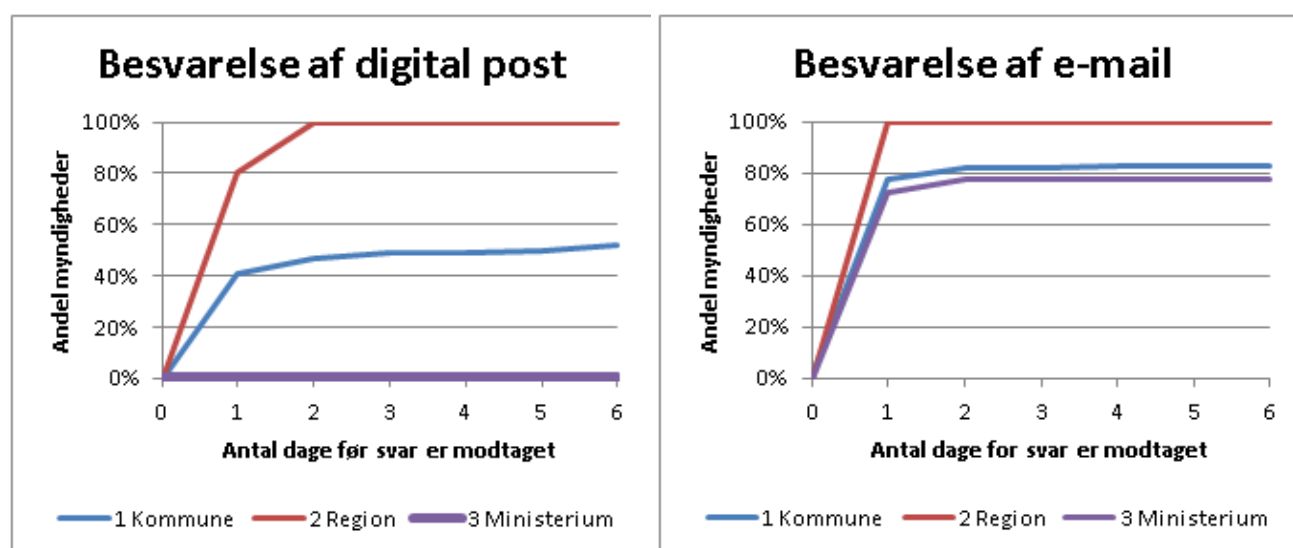 Besvarelse af digital post
Andel myndigheder
100%
80%
60%
40%
20%
0%
0 1 2 3 4 5 6
Antal dage før svar er modtaget
1 Kommune 2 Region 3 Ministerium
Besvarelse af e-mail
Andel myndigheder
100%
80%
60%
40%
20%
0%
0 1 2 3 4 5 6
Antal dage for svar er modtaget
1 Kommune 2 Region 3 Ministerium